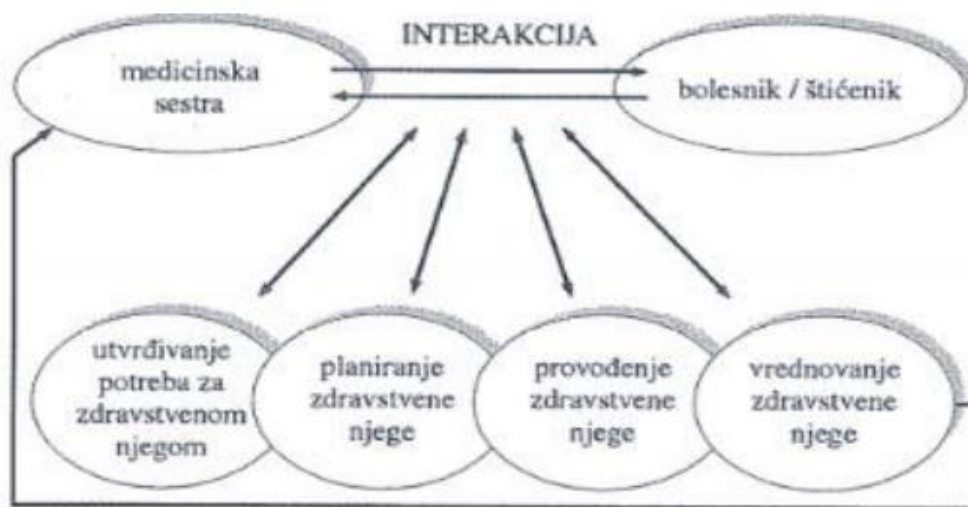 INTERAKCIJA
medicinska
sestra
bolesnik / štićenik
utvrđivanje
potreba za
zdravstvenom
njegom
planiranje
zdravstvene
njege
provođenje
zdravstvene
njege
vrednovanje
zdravstvene
njege